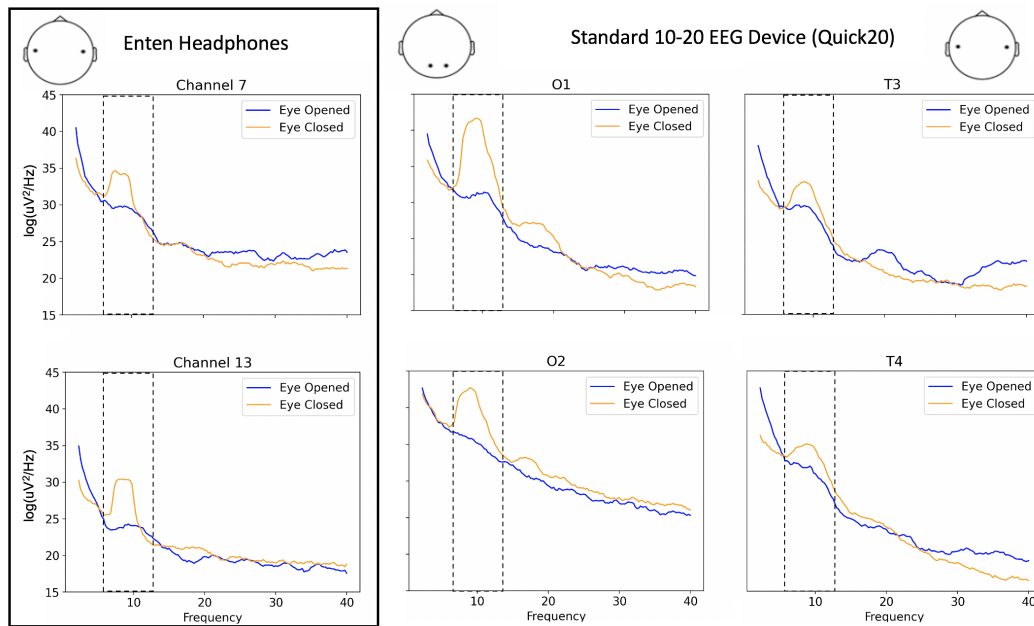 Enten Headphones
Standard 10-20 EEG Device (Quick20)
Channel 7
45
40
35
30
25
20
15
log(uV²/Hz)
Eye Opened
Eye Closed
O1
Eye Opened
Eye Closed
T3
Eye Opened
Eye Closed
Channel 13
45
40
35
30
25
20
15
log(uV²/Hz)
Eye Opened
Eye Closed
10
20
30
40
Frequency
O2
Eye Opened
Eye Closed
10
20
30
40
Frequency
T4
Eye Opened
Eye Closed
10
20
30
40
Frequency